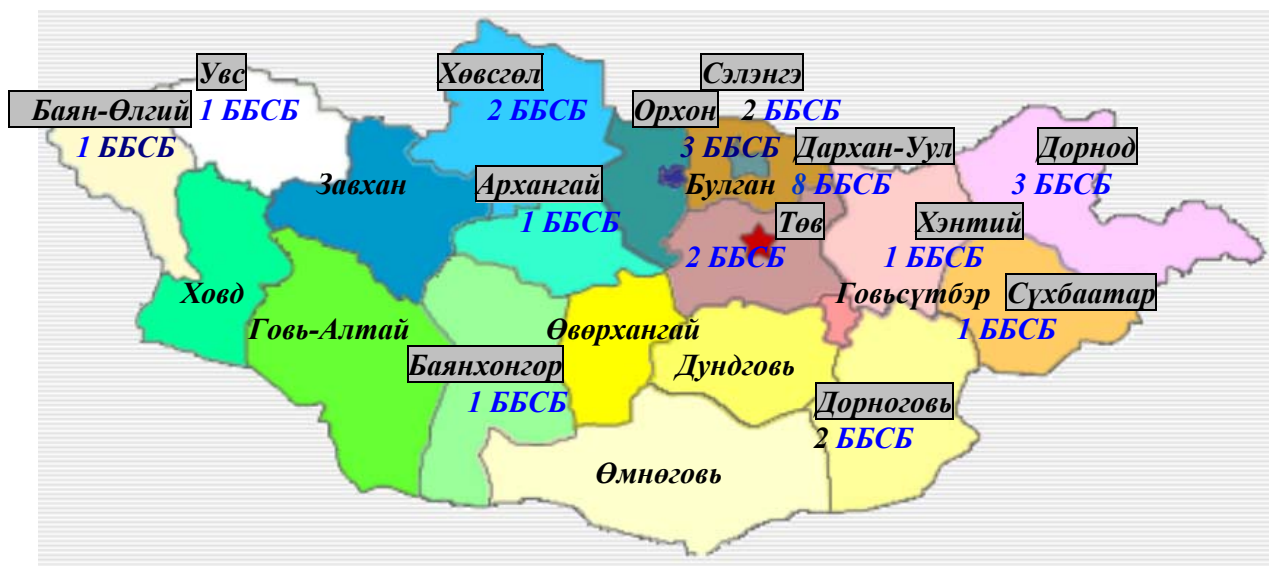 Увс
1 ББСБ
Хөвсгөл
2 ББСБ
Сэлэнгэ
2 ББСБ
Баян-Өлгий
1 ББСБ
Орхон
3 ББСБ
Дархан-Уул
8 ББСБ
Дорнод
3 ББСБ
Завхан
Архангай
1 ББСБ
Булган
Төв
2 ББСБ
Хэнтий
1 ББСБ
Ховд
Говьсүтбэр
Сүхбаатар
1 ББСБ
Говь-Алтай
Өвөрхангай
Баянхонгор
1 ББСБ
Дундговь
Дорноговь
2 ББСБ
Өмнөговь